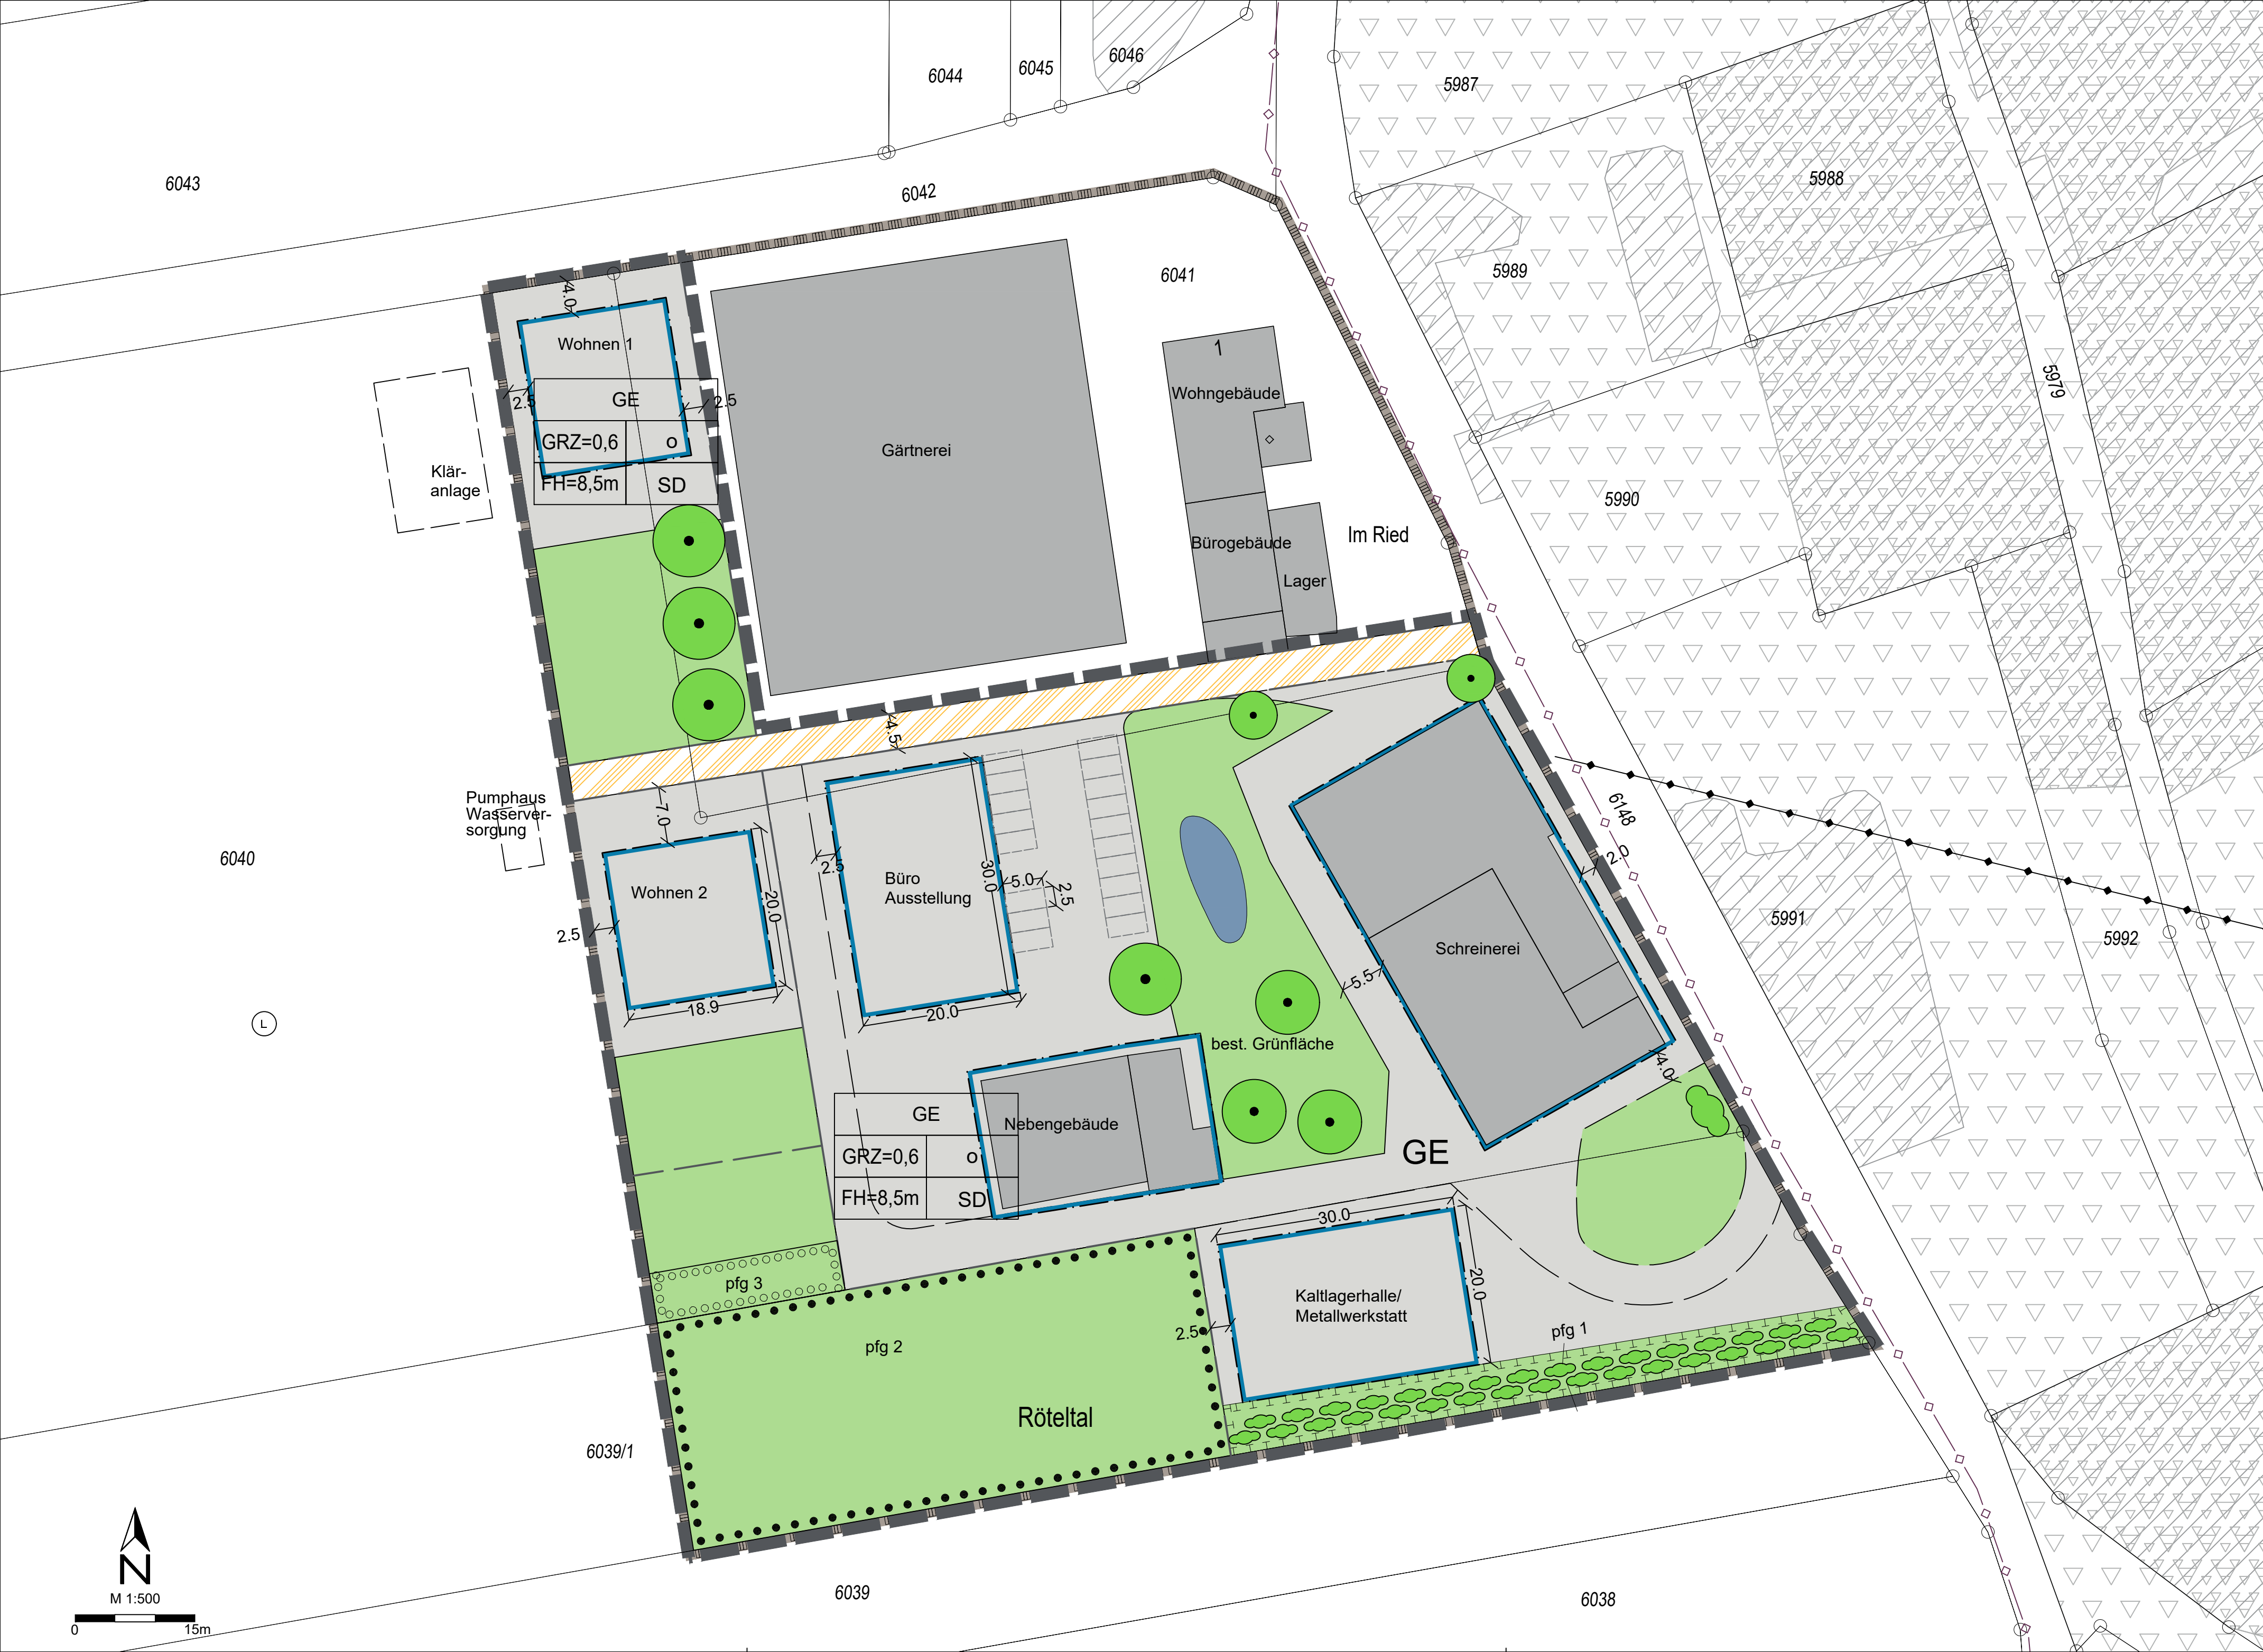 6044
6045
6046
5987
6043
6042
5988
6041
5989
4.0
Wohnen 1
1
Wohngebäude
5979
2.5
GE
2.5
GRZ=0,6
o
Gärtnerei
Klär-
anlage
FH=8,5m
SD
5990
Im Ried
Bürogebäude
Lager
4.5
Pumphaus
Wasserver-
sorgung
7.0
6148
6040
2.5
2.0
Wohnen 2
20.0
Büro
Ausstellung
30.0
5.0
2.5
5991
5992
2.5
Schreinerei
5.5
18.9
20.0
L
best. Grünfläche
4.0
GE
Nebengebäude
GRZ=0,6
o
GE
FH=8,5m
SD
30.0
pfg 3
20.0
Kaltlagerhalle/
Metallwerkstatt
2.5
pfg 1
pfg 2
Röteltal
6039/1
N
M 1:500
0
15m
6039
6038